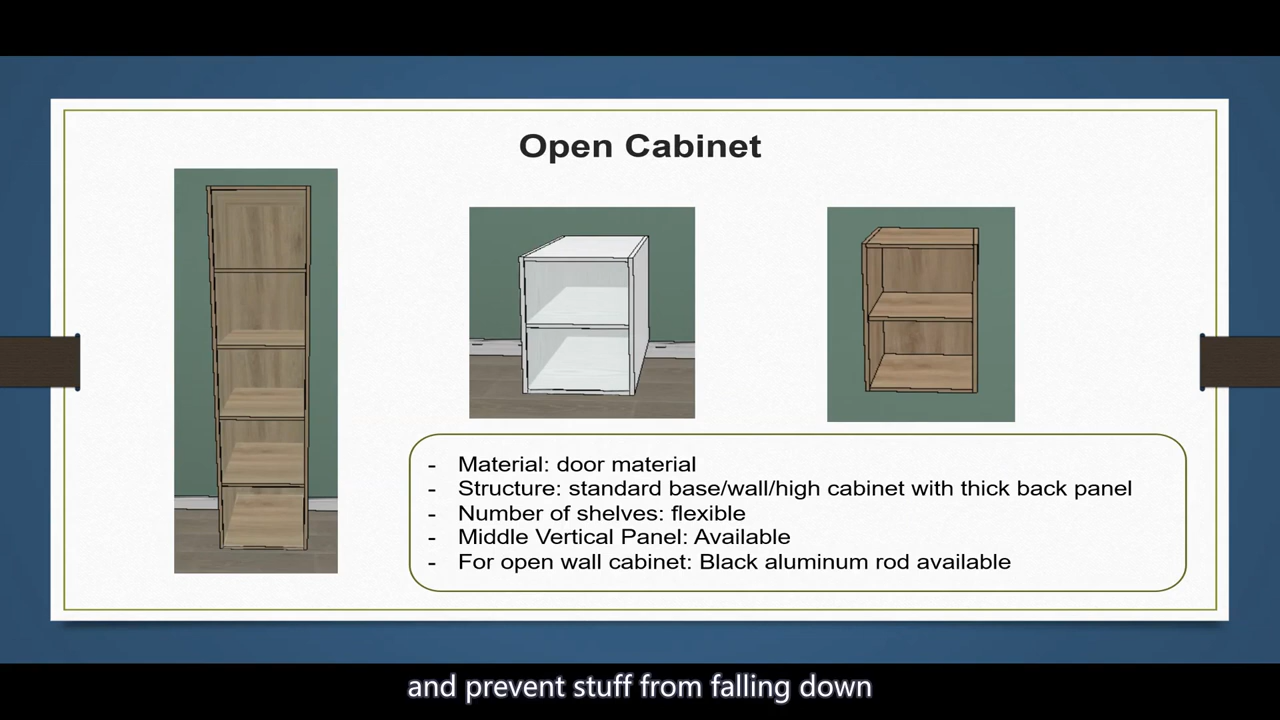 Open Cabinet
- Material: door material
- Structure: standard base/wall/high cabinet with thick back panel
- Number of shelves: flexible
- Middle Vertical Panel: Available
- For open wall cabinet: Black aluminum rod available
and prevent stuff from falling down